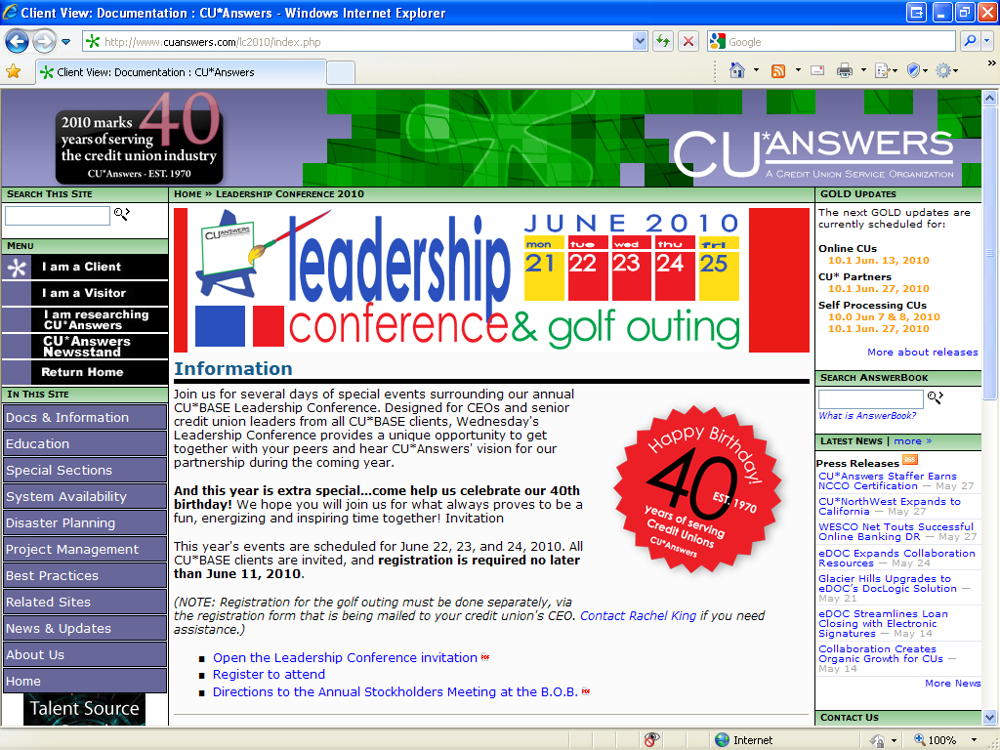 Client View: Documentation : CU*Answers - Windows Internet Explorer
http://www.cuanswers.com/lc2010/index.php
Google
Client View: Documentation : CU*Answers
2010 marks 40
years of serving
the credit union industry
CU*Answers - EST. 1970
CU*ANSWERS
A CREDIT UNION SERVICE ORGANIZATION
SEARCH THIS SITE
MENU
I am a Client
I am a Visitor
I am researching
CU*Answers
CU*Answers
Newsstand
Return Home
IN THIS SITE
Docs & Information
Education
Special Sections
System Availability
Disaster Planning
Project Management
Best Practices
Related Sites
News & Updates
About Us
Home
Talent Source
HOME » LEADERSHIP CONFERENCE 2010
CU*ANSWERS
leadership
conference & golf outing
JUNE 2010
mon tue wed thu fri
21 22 23 24 25
Information
Join us for several days of special events surrounding our annual
CU*BASE Leadership Conference. Designed for CEOs and senior
credit union leaders from all CU*BASE clients, Wednesday's
Leadership Conference provides a unique opportunity to get
together with your peers and hear CU*Answers' vision for our
partnership during the coming year.
And this year is extra special...come help us celebrate our 40th
birthday! We hope you will join us for what always proves to be a
fun, energizing and inspiring time together! Invitation
This year's events are scheduled for June 22, 23, and 24, 2010. All
CU*BASE clients are invited, and registration is required no later
than June 11, 2010.
(NOTE: Registration for the golf outing must be done separately, via
the registration form that is being mailed to your credit union's CEO. Contact Rachel King if you need
assistance.)
Open the Leadership Conference invitation
Register to attend
Directions to the Annual Stockholders Meeting at the B.O.B.
Happy Birthday!
40
EST. 1970
years of serving
Credit Unions
CU*Answers
GOLD UPDATES
The next GOLD updates are
currently scheduled for:
Online CUs
10.1 Jun. 13, 2010
CU* Partners
10.1 Jun. 27, 2010
Self Processing CUs
10.0 Jun 7 & 8, 2010
10.1 Jun. 27, 2010
More about releases
SEARCH ANSWERBOOK
What is AnswerBook?
LATEST NEWS | more »
Press Releases RSS
CU*Answers Staffer Earns
NCCO Certification — May 27
CU*NorthWest Expands to
California — May 27
WESCO Net Touts Successful
Online Banking DR — May 27
eDOC Expands Collaboration
Resources — May 24
Glacier Hills Upgrades to
eDOC's DocLogic Solution —
May 21
eDOC Streamlines Loan
Closing with Electronic
Signatures — May 14
Collaboration Creates
Organic Growth for CUs —
May 14
More News
CONTACT US
Internet
100%